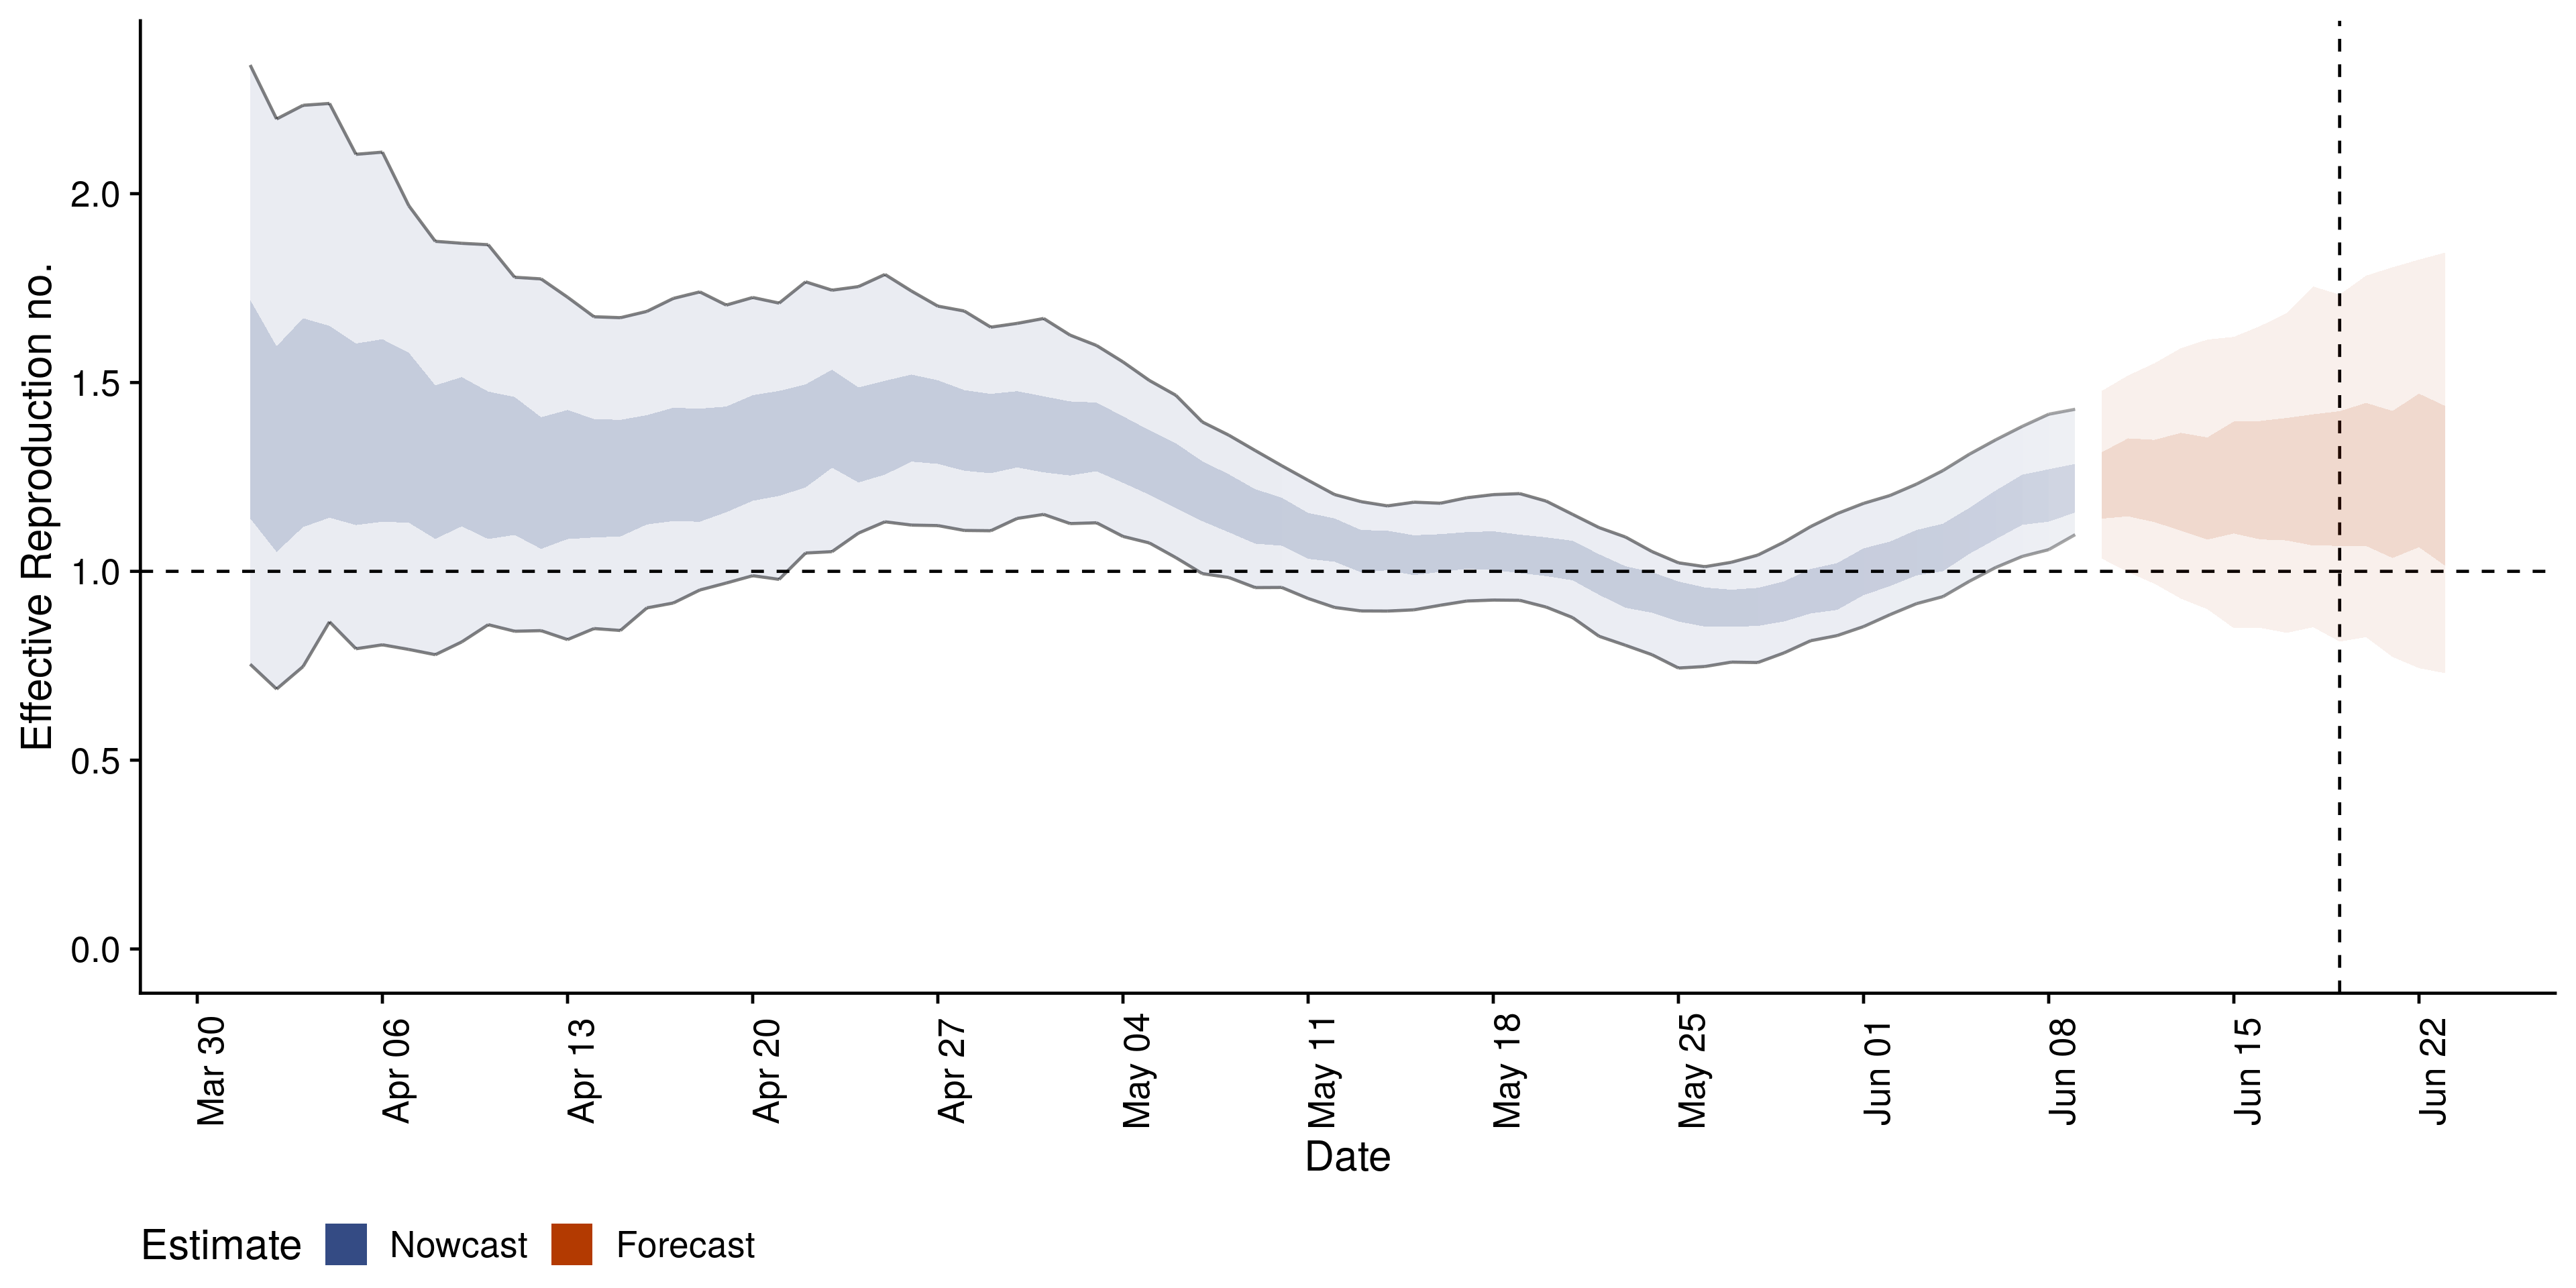 Effective Reproduction no.
2.0
1.5
1.0
0.5
0.0
Mar 30
Apr 06
Apr 13
Apr 20
Apr 27
May 04
May 11
May 18
May 25
Jun 01
Jun 08
Jun 15
Jun 22
Date
Estimate Nowcast Forecast